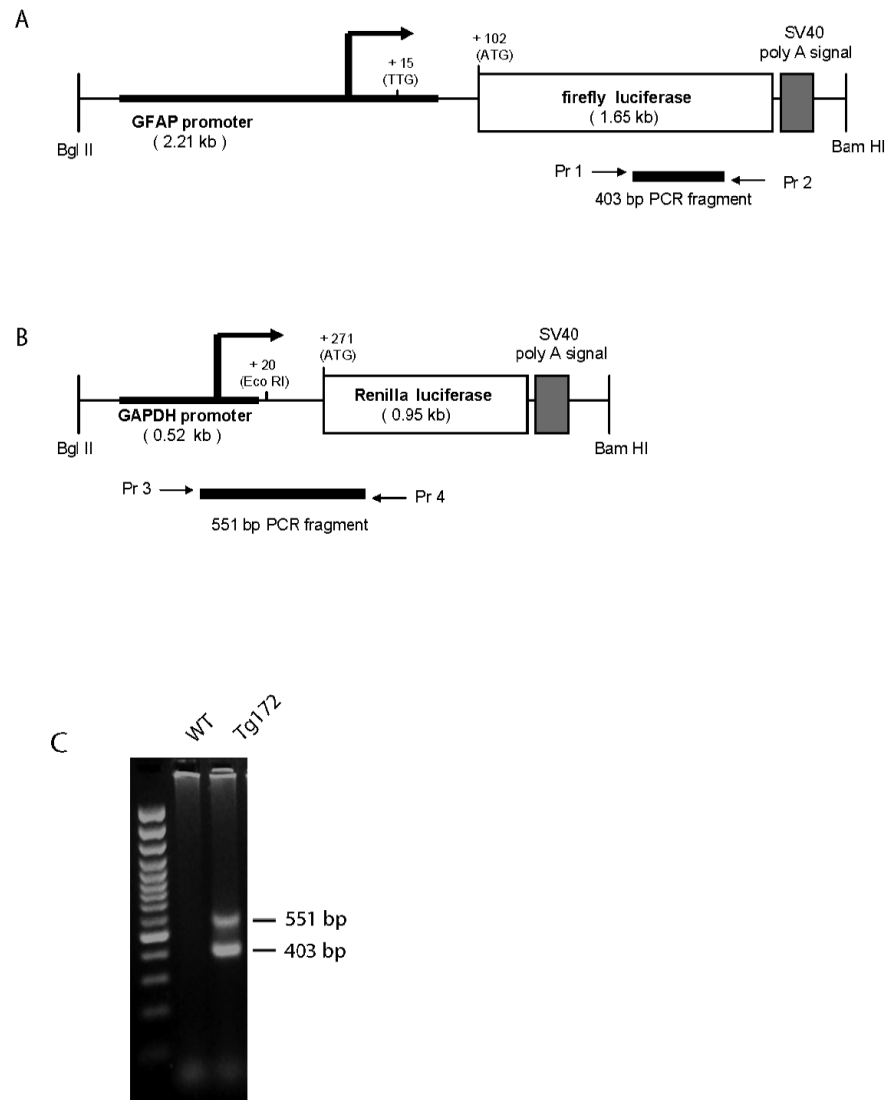 A
SV40
poly A signal
+ 102
(ATG)
+ 15
(TTG)
firefly luciferase
( 1.65 kb)
GFAP promoter
( 2.21 kb )
Bgl II
Bam HI
Pr 1
Pr 2
403 bp PCR fragment
B
SV40
poly A signal
+ 271
(ATG)
+ 20
(Eco RI)
Renilla luciferase
( 0.95 kb)
GAPDH promoter
( 0.52 kb )
Bgl II
Bam HI
Pr 3
Pr 4
551 bp PCR fragment
C
WT
Tg172
551 bp
403 bp